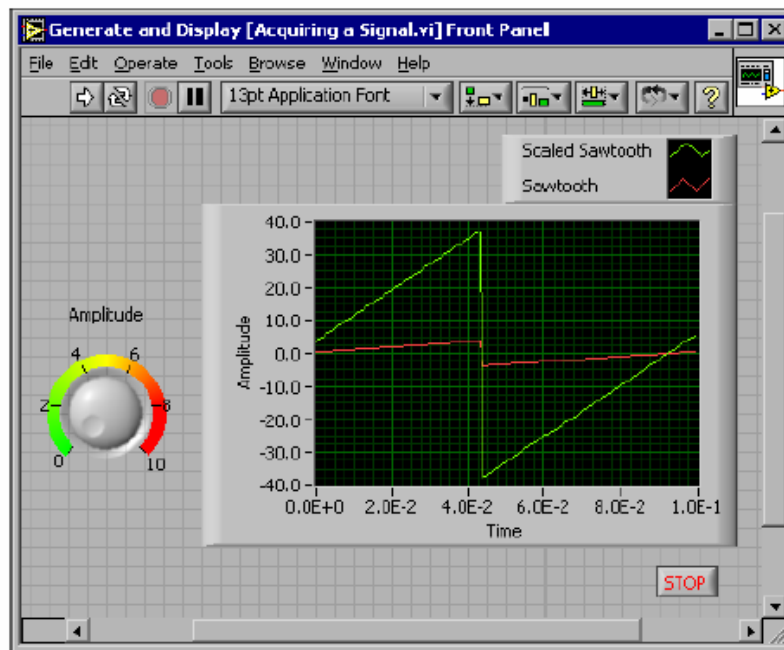 Generate and Display [Acquiring a Signal.vi] Front Panel
File Edit Operate Tools Browse Window Help
13pt Application Font
?
Scaled Sawtooth
Sawtooth
Amplitude
0
2
4
6
8
10
Amplitude
40.0
30.0
20.0
10.0
0.0
-10.0
-20.0
-30.0
-40.0
0.0E+0 2.0E-2 4.0E-2 6.0E-2 8.0E-2 1.0E-1
Time
STOP